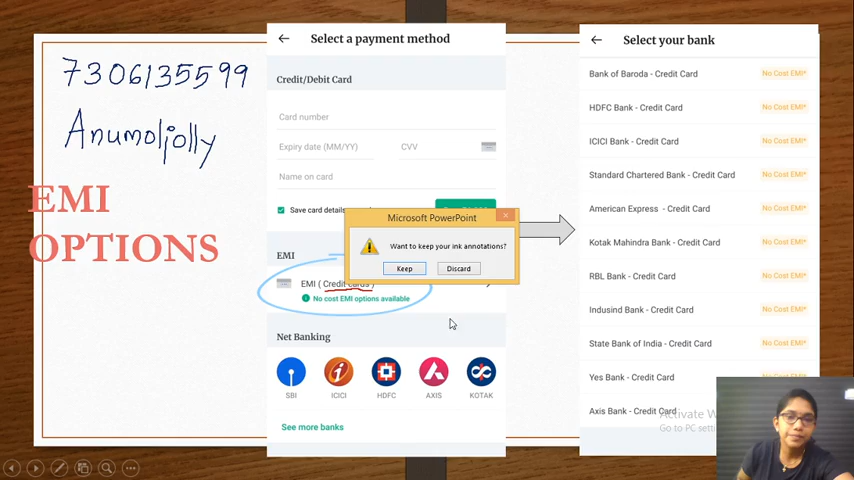 7306135599
Anumoljolly
EMI
OPTIONS
Select a payment method
Credit/Debit Card
Card number
Expiry date (MM/YY)
CVV
Name on card
Save card details
EMI
EMI ( Credit cards )
No cost EMI options available
Net Banking
SBI
ICICI
HDFC
AXIS
KOTAK
See more banks
Microsoft PowerPoint
Want to keep your ink annotations?
Keep
Discard
Select your bank
Bank of Baroda - Credit Card No Cost EMI*
HDFC Bank - Credit Card No Cost EMI*
ICICI Bank - Credit Card No Cost EMI*
Standard Chartered Bank - Credit Card No Cost EMI*
American Express - Credit Card No Cost EMI*
Kotak Mahindra Bank - Credit Card No Cost EMI*
RBL Bank - Credit Card No Cost EMI*
Indusind Bank - Credit Card No Cost EMI*
State Bank of India - Credit Card No Cost EMI*
Yes Bank - Credit Card No Cost EMI*
Axis Bank - Credit Card
Activate W
Go to PC setti